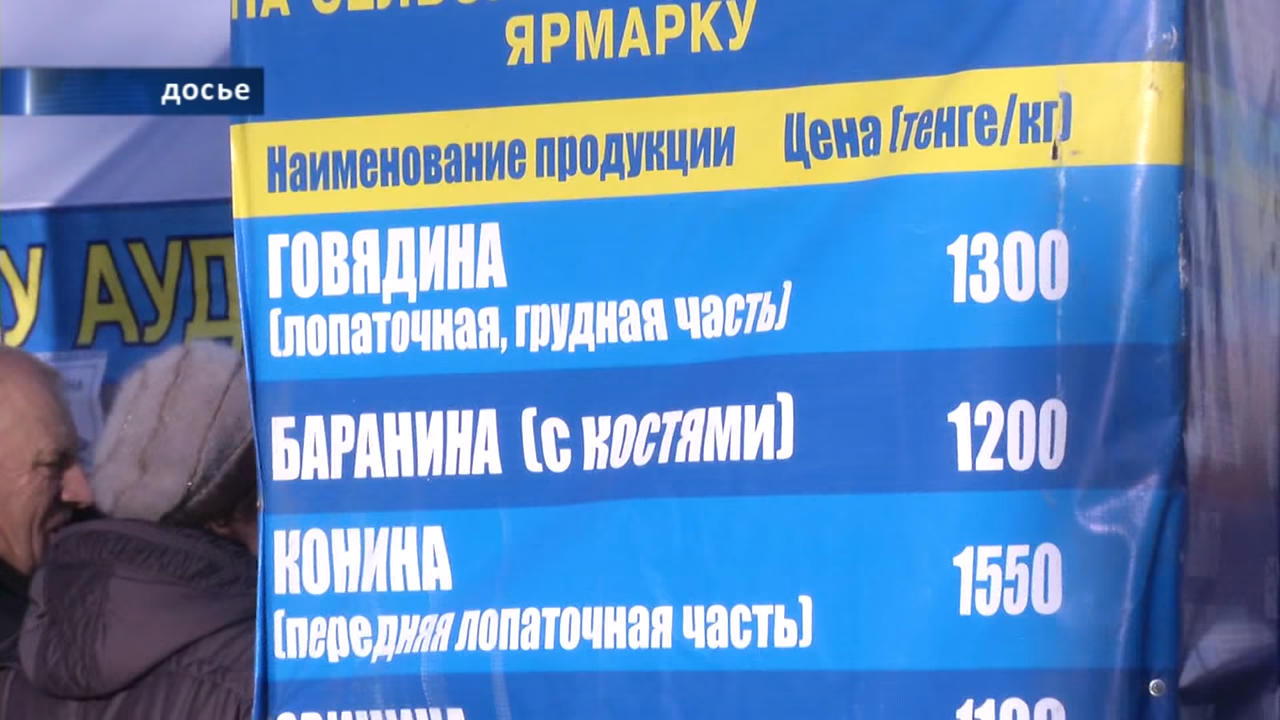 ЯРМАРКУ
досье
Наименование продукции Цена (тенге/кг)
ГОВЯДИНА 1300
(лопаточная, грудная часть)
БАРАНИНА (с костями) 1200
КОНИНА 1550
(передняя лопаточная часть)